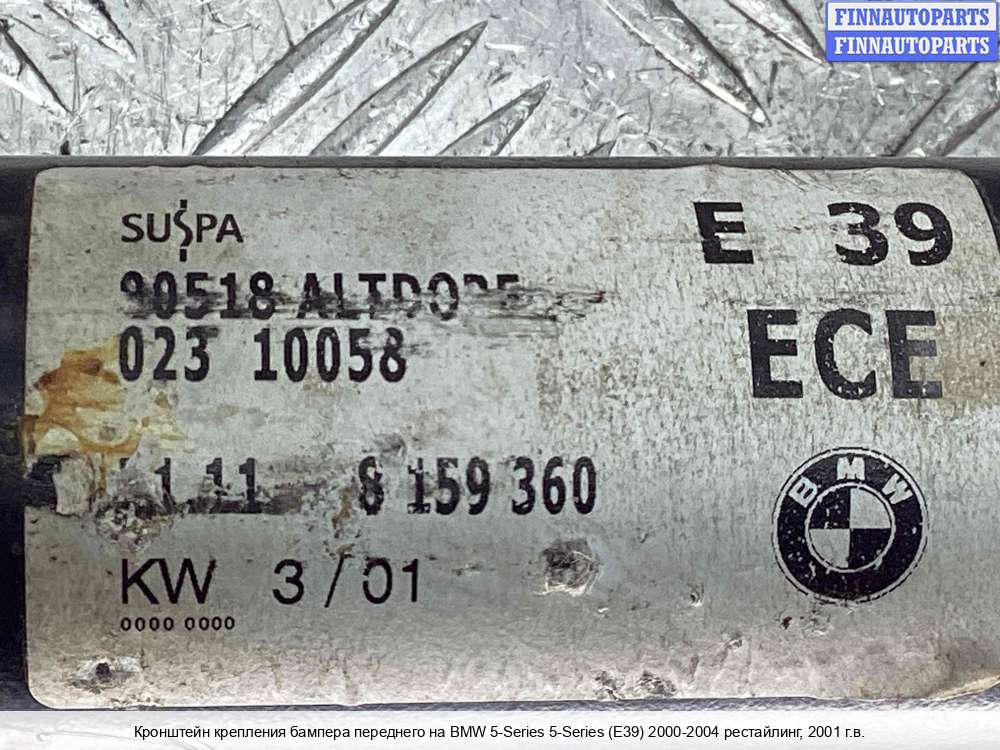 FINNAUTOPARTS
FINNAUTOPARTS
SUSPA
E 39
90518 ALTDORF
023 10058
ECE
1 11 8 159 360
BMW
KW 3/01
0000 0000
Кронштейн крепления бампера переднего на BMW 5-Series 5-Series (E39) 2000-2004 рестайлинг, 2001 г.в.